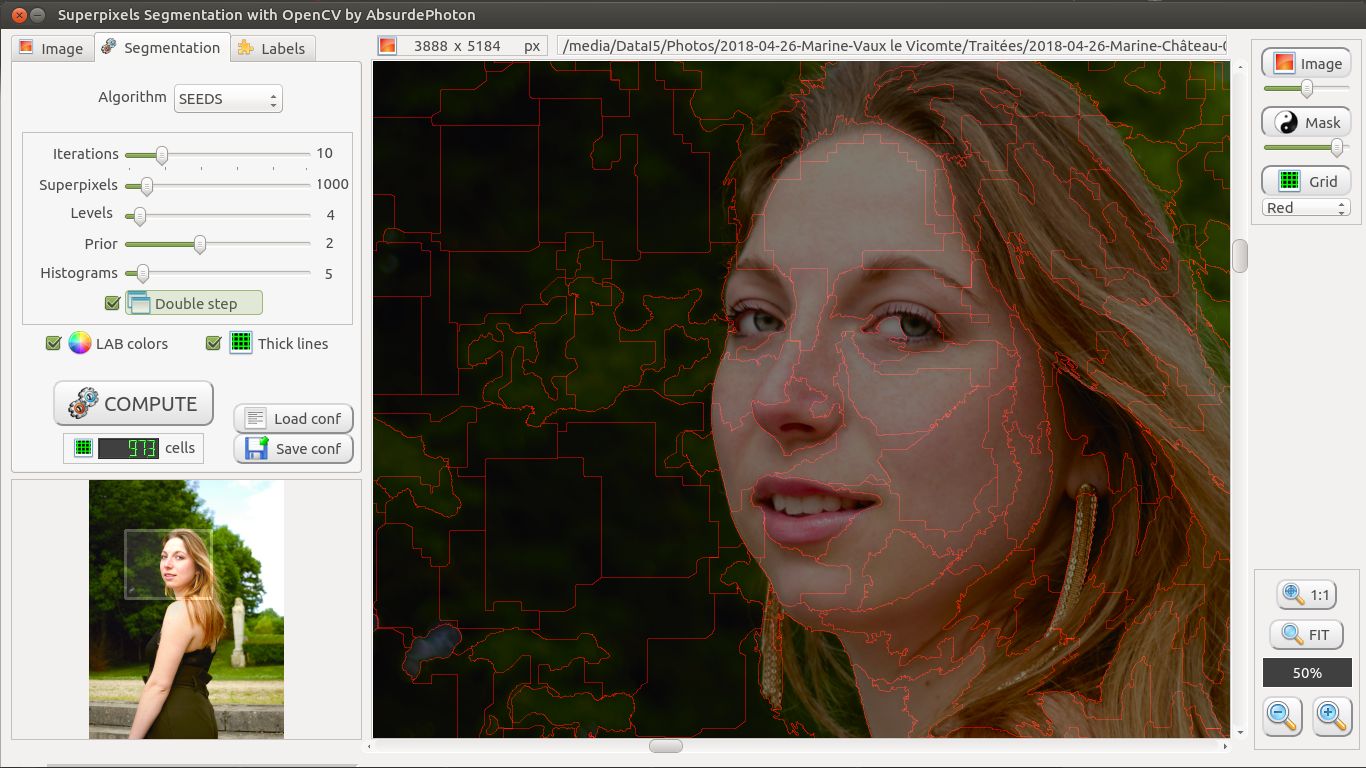 Superpixels Segmentation with OpenCV by AbsurdePhoton
Image
Segmentation
Labels
3888 x 5184 px
/media/DataI5/Photos/2018-04-26-Marine-Vaux le Vicomte/Traitées/2018-04-26-Marine-Château-
Algorithm
SEEDS
Iterations 10
Superpixels 1000
Levels 4
Prior 2
Histograms 5
Double step
LAB colors
Thick lines
COMPUTE
Load conf
973 cells
Save conf
Image
Mask
Grid
Red
1:1
FIT
50%